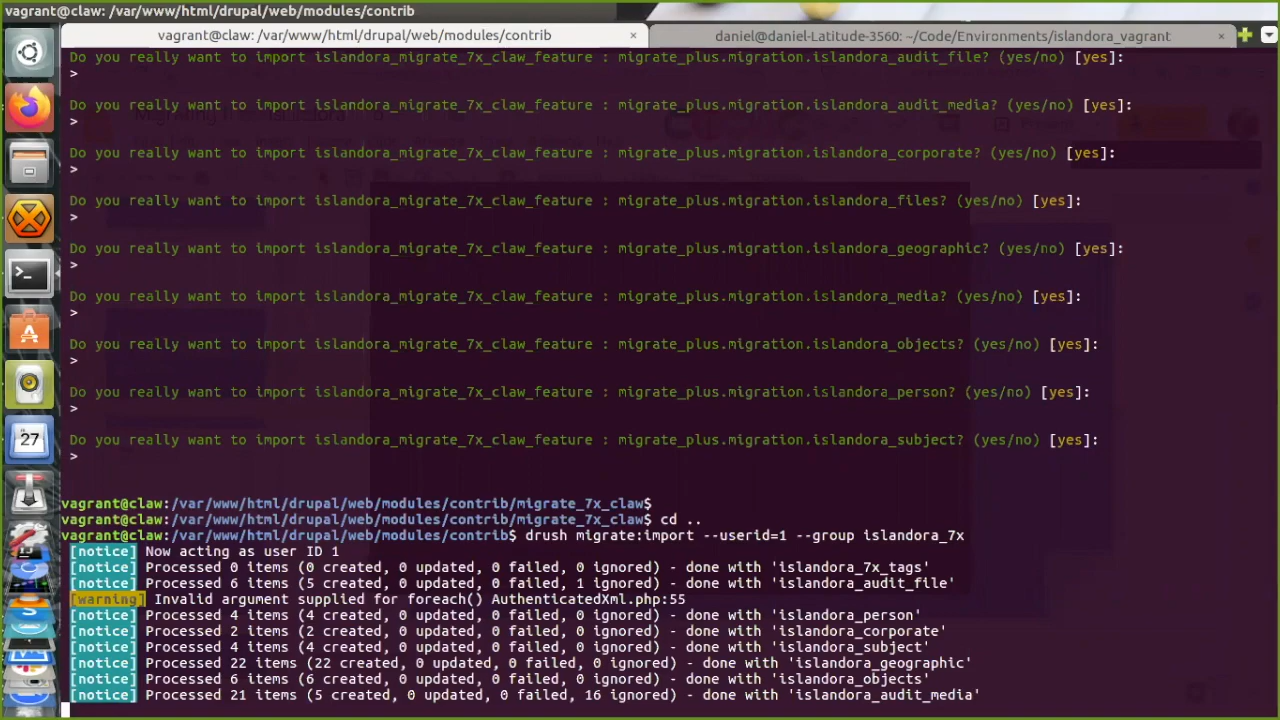 vagrant@claw: /var/www/html/drupal/web/modules/contrib
vagrant@claw: /var/www/html/drupal/web/modules/contrib ×
daniel@daniel-Latitude-3560: ~/Code/Environments/islandora_vagrant ×
Do you really want to import islandora_migrate_7x_claw_feature : migrate_plus.migration.islandora_audit_file? (yes/no) [yes]:
>
Do you really want to import islandora_migrate_7x_claw_feature : migrate_plus.migration.islandora_audit_media? (yes/no) [yes]:
>
Do you really want to import islandora_migrate_7x_claw_feature : migrate_plus.migration.islandora_corporate? (yes/no) [yes]:
>
Do you really want to import islandora_migrate_7x_claw_feature : migrate_plus.migration.islandora_files? (yes/no) [yes]:
>
Do you really want to import islandora_migrate_7x_claw_feature : migrate_plus.migration.islandora_geographic? (yes/no) [yes]:
>
Do you really want to import islandora_migrate_7x_claw_feature : migrate_plus.migration.islandora_media? (yes/no) [yes]:
>
Do you really want to import islandora_migrate_7x_claw_feature : migrate_plus.migration.islandora_objects? (yes/no) [yes]:
>
Do you really want to import islandora_migrate_7x_claw_feature : migrate_plus.migration.islandora_person? (yes/no) [yes]:
>
Do you really want to import islandora_migrate_7x_claw_feature : migrate_plus.migration.islandora_subject? (yes/no) [yes]:
>
vagrant@claw:/var/www/html/drupal/web/modules/contrib/migrate_7x_claw$
vagrant@claw:/var/www/html/drupal/web/modules/contrib/migrate_7x_claw$ cd ..
vagrant@claw:/var/www/html/drupal/web/modules/contrib$ drush migrate:import --userid=1 --group islandora_7x
[notice] Now acting as user ID 1
[notice] Processed 0 items (0 created, 0 updated, 0 failed, 0 ignored) - done with 'islandora_7x_tags'
[notice] Processed 6 items (5 created, 0 updated, 0 failed, 1 ignored) - done with 'islandora_audit_file'
[warning] Invalid argument supplied for foreach() AuthenticatedXml.php:55
[notice] Processed 4 items (4 created, 0 updated, 0 failed, 0 ignored) - done with 'islandora_person'
[notice] Processed 2 items (2 created, 0 updated, 0 failed, 0 ignored) - done with 'islandora_corporate'
[notice] Processed 4 items (4 created, 0 updated, 0 failed, 0 ignored) - done with 'islandora_subject'
[notice] Processed 22 items (22 created, 0 updated, 0 failed, 0 ignored) - done with 'islandora_geographic'
[notice] Processed 6 items (6 created, 0 updated, 0 failed, 0 ignored) - done with 'islandora_objects'
[notice] Processed 21 items (5 created, 0 updated, 0 failed, 16 ignored) - done with 'islandora_audit_media'
27